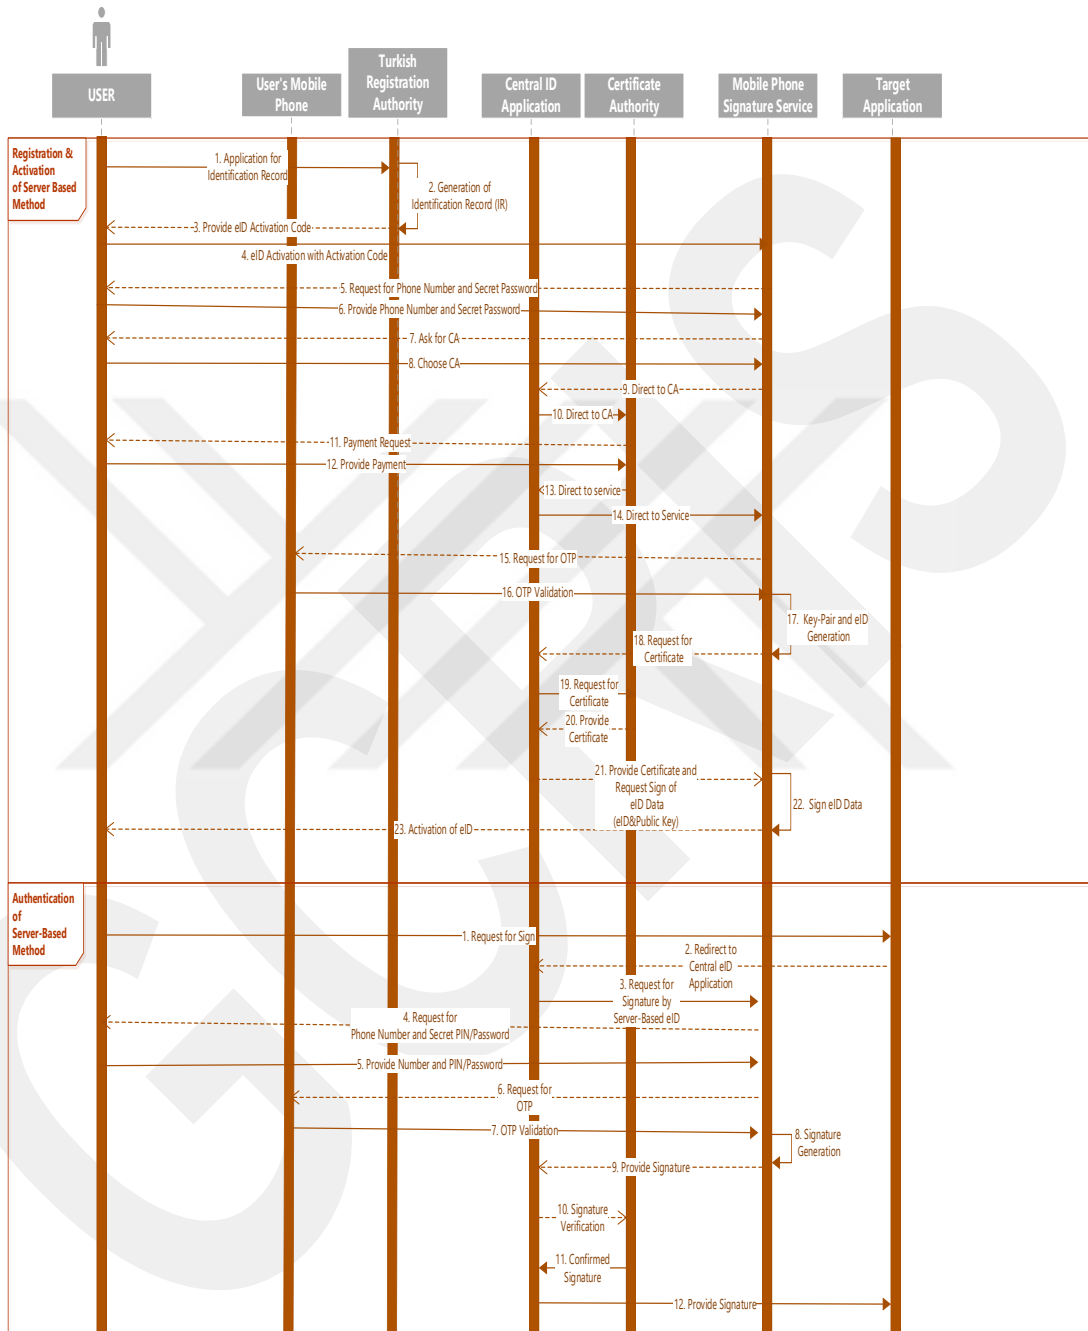 USER
User's Mobile
Phone
Turkish
Registration
Authority
Central ID
Application
Certificate
Authority
Mobile Phone
Signature Service
Target
Application
Registration &
Activation
of Server Based
Method
1. Application for
Identification Record
2. Generation of
Identification Record (IR)
3. Provide eID Activation Code
4. eID Activation with Activation Code
5. Request for Phone Number and Secret Password
6. Provide Phone Number and Secret Password
7. Ask for CA
8. Choose CA
9. Direct to CA
10. Direct to CA
11. Payment Request
12. Provide Payment
13. Direct to service
14. Direct to Service
15. Request for OTP
16. OTP Validation
17. Key-Pair and eID
Generation
18. Request for
Certificate
19. Request for
Certificate
20. Provide
Certificate
21. Provide Certificate and
Request Sign of
eID Data
(eID&Public Key)
22. Sign eID Data
23. Activation of eID
Authentication
of
Server-Based
Method
1. Request for Sign
2. Redirect to
Central eID
Application
3. Request for
Signature by
Server-Based eID
4. Request for
Phone Number and Secret PIN/Password
5. Provide Number and PIN/Password
6. Request for
OTP
7. OTP Validation
8. Signature
Generation
9. Provide Signature
10. Signature
Verification
11. Confirmed
Signature
12. Provide Signature
GCRIS